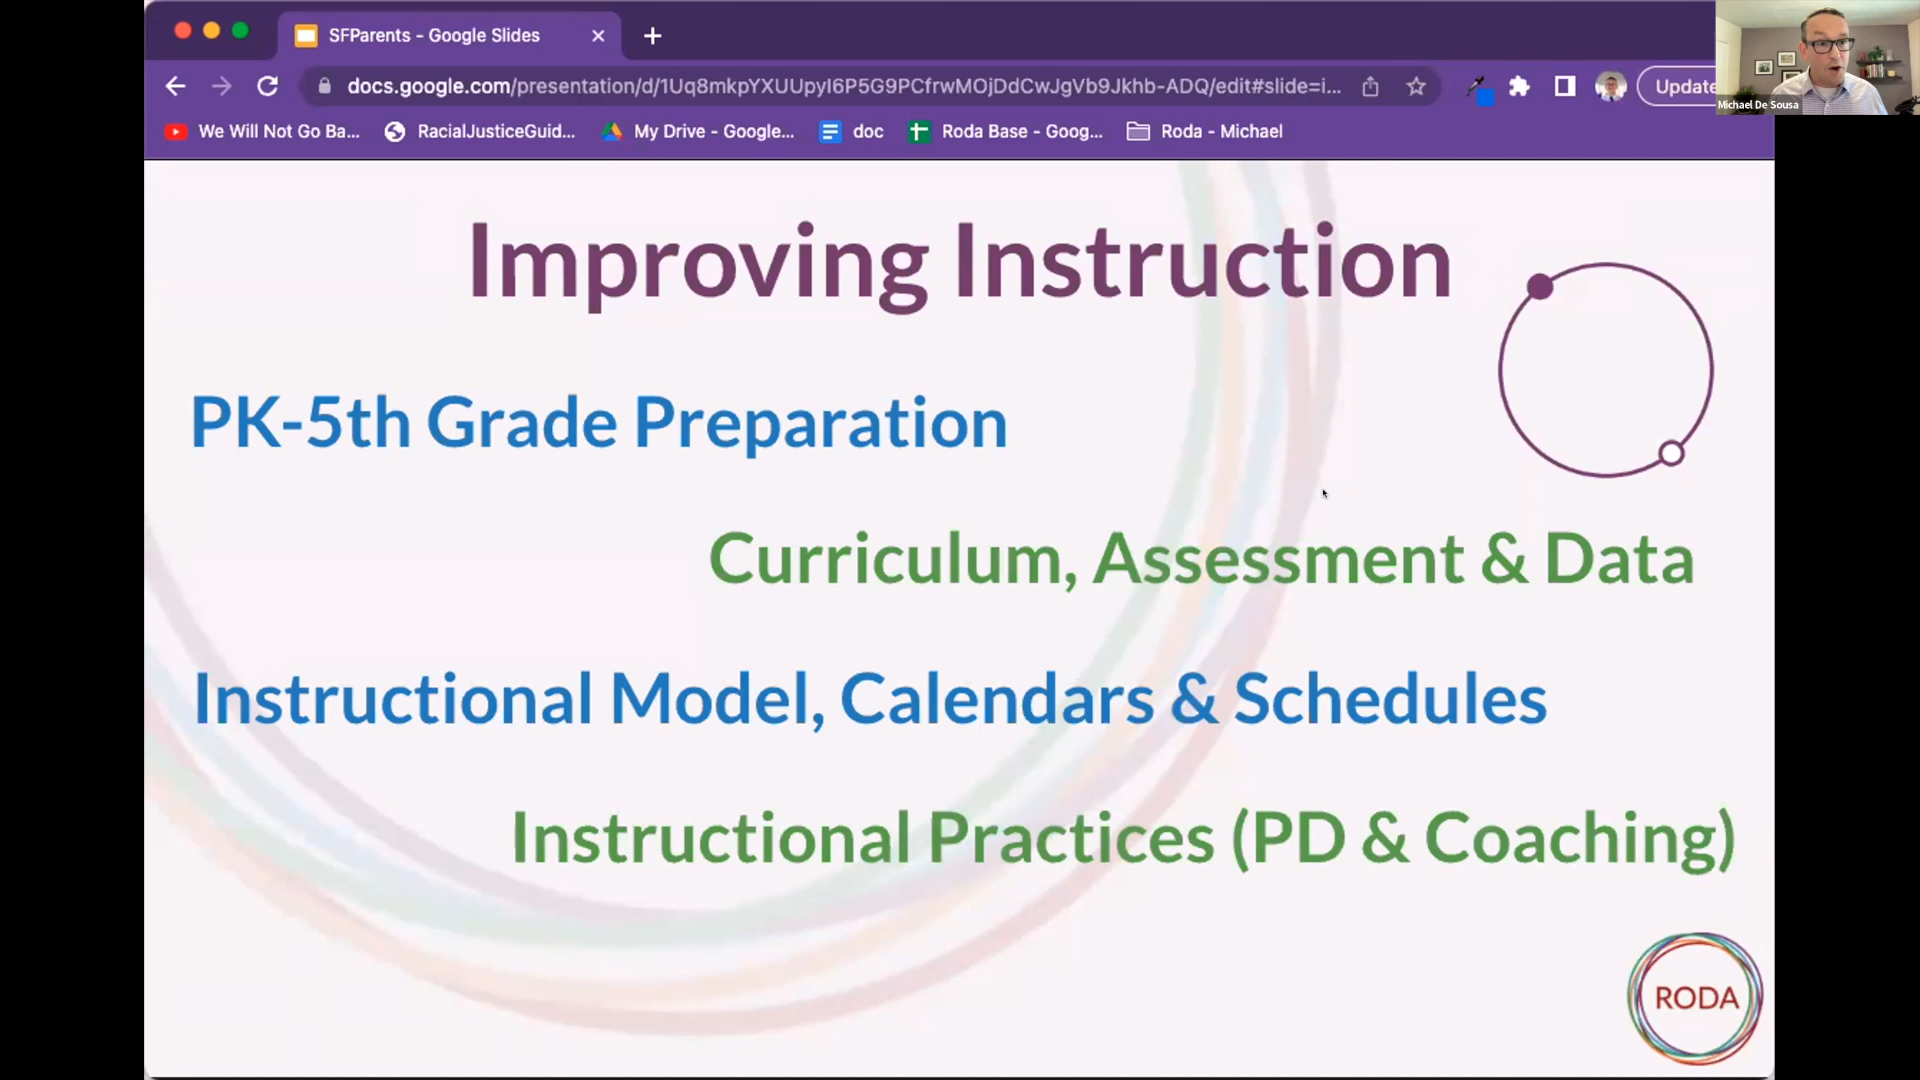 SFParents - Google Slides
docs.google.com/presentation/d/1Uq8mkpYXUUpyI6P5G9PCfrwMOjDdCwJgVb9Jkhb-ADQ/edit#slide=i...
Update
Michael De Sousa
We Will Not Go Ba...
RacialJusticeGuid...
My Drive - Google...
doc
Roda Base - Goog...
Roda - Michael
Improving Instruction
PK-5th Grade Preparation
Curriculum, Assessment & Data
Instructional Model, Calendars & Schedules
Instructional Practices (PD & Coaching)
RODA